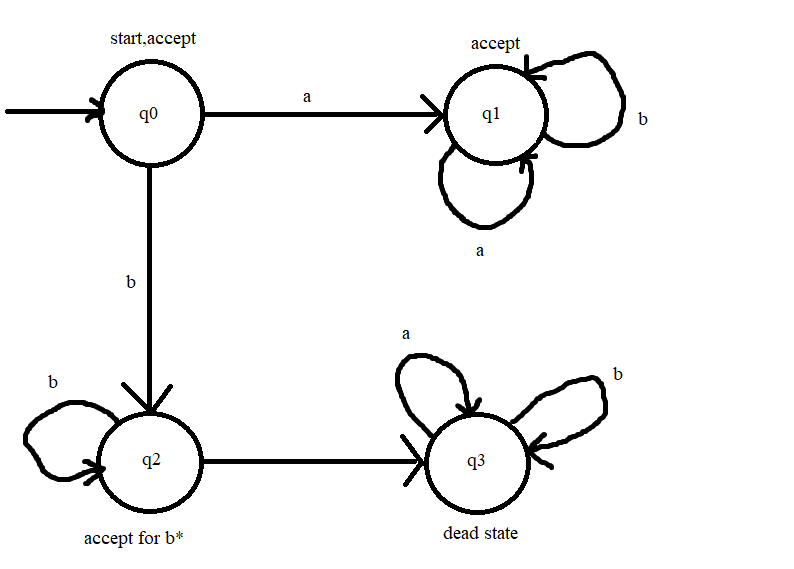 start,accept
accept
q0
a
q1
b
a
b
a
b
b
q2
q3
accept for b*
dead state